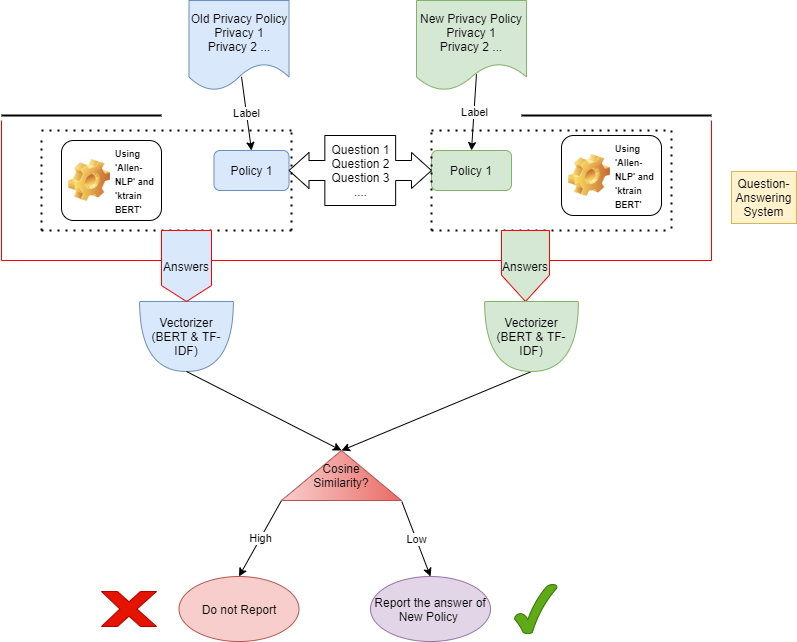 Old Privacy Policy
Privacy 1
Privacy 2 ...
New Privacy Policy
Privacy 1
Privacy 2 ...
Label
Label
Using
'Allen-
NLP' and
'ktrain
BERT'
Policy 1
Question 1
Question 2
Question 3
....
Policy 1
Using
'Allen-
NLP' and
'ktrain
BERT'
Question-
Answering
System
Answers
Answers
Vectorizer
(BERT & TF-
IDF)
Vectorizer
(BERT & TF-
IDF)
Cosine
Similarity?
High
Low
Do not Report
Report the answer of
New Policy